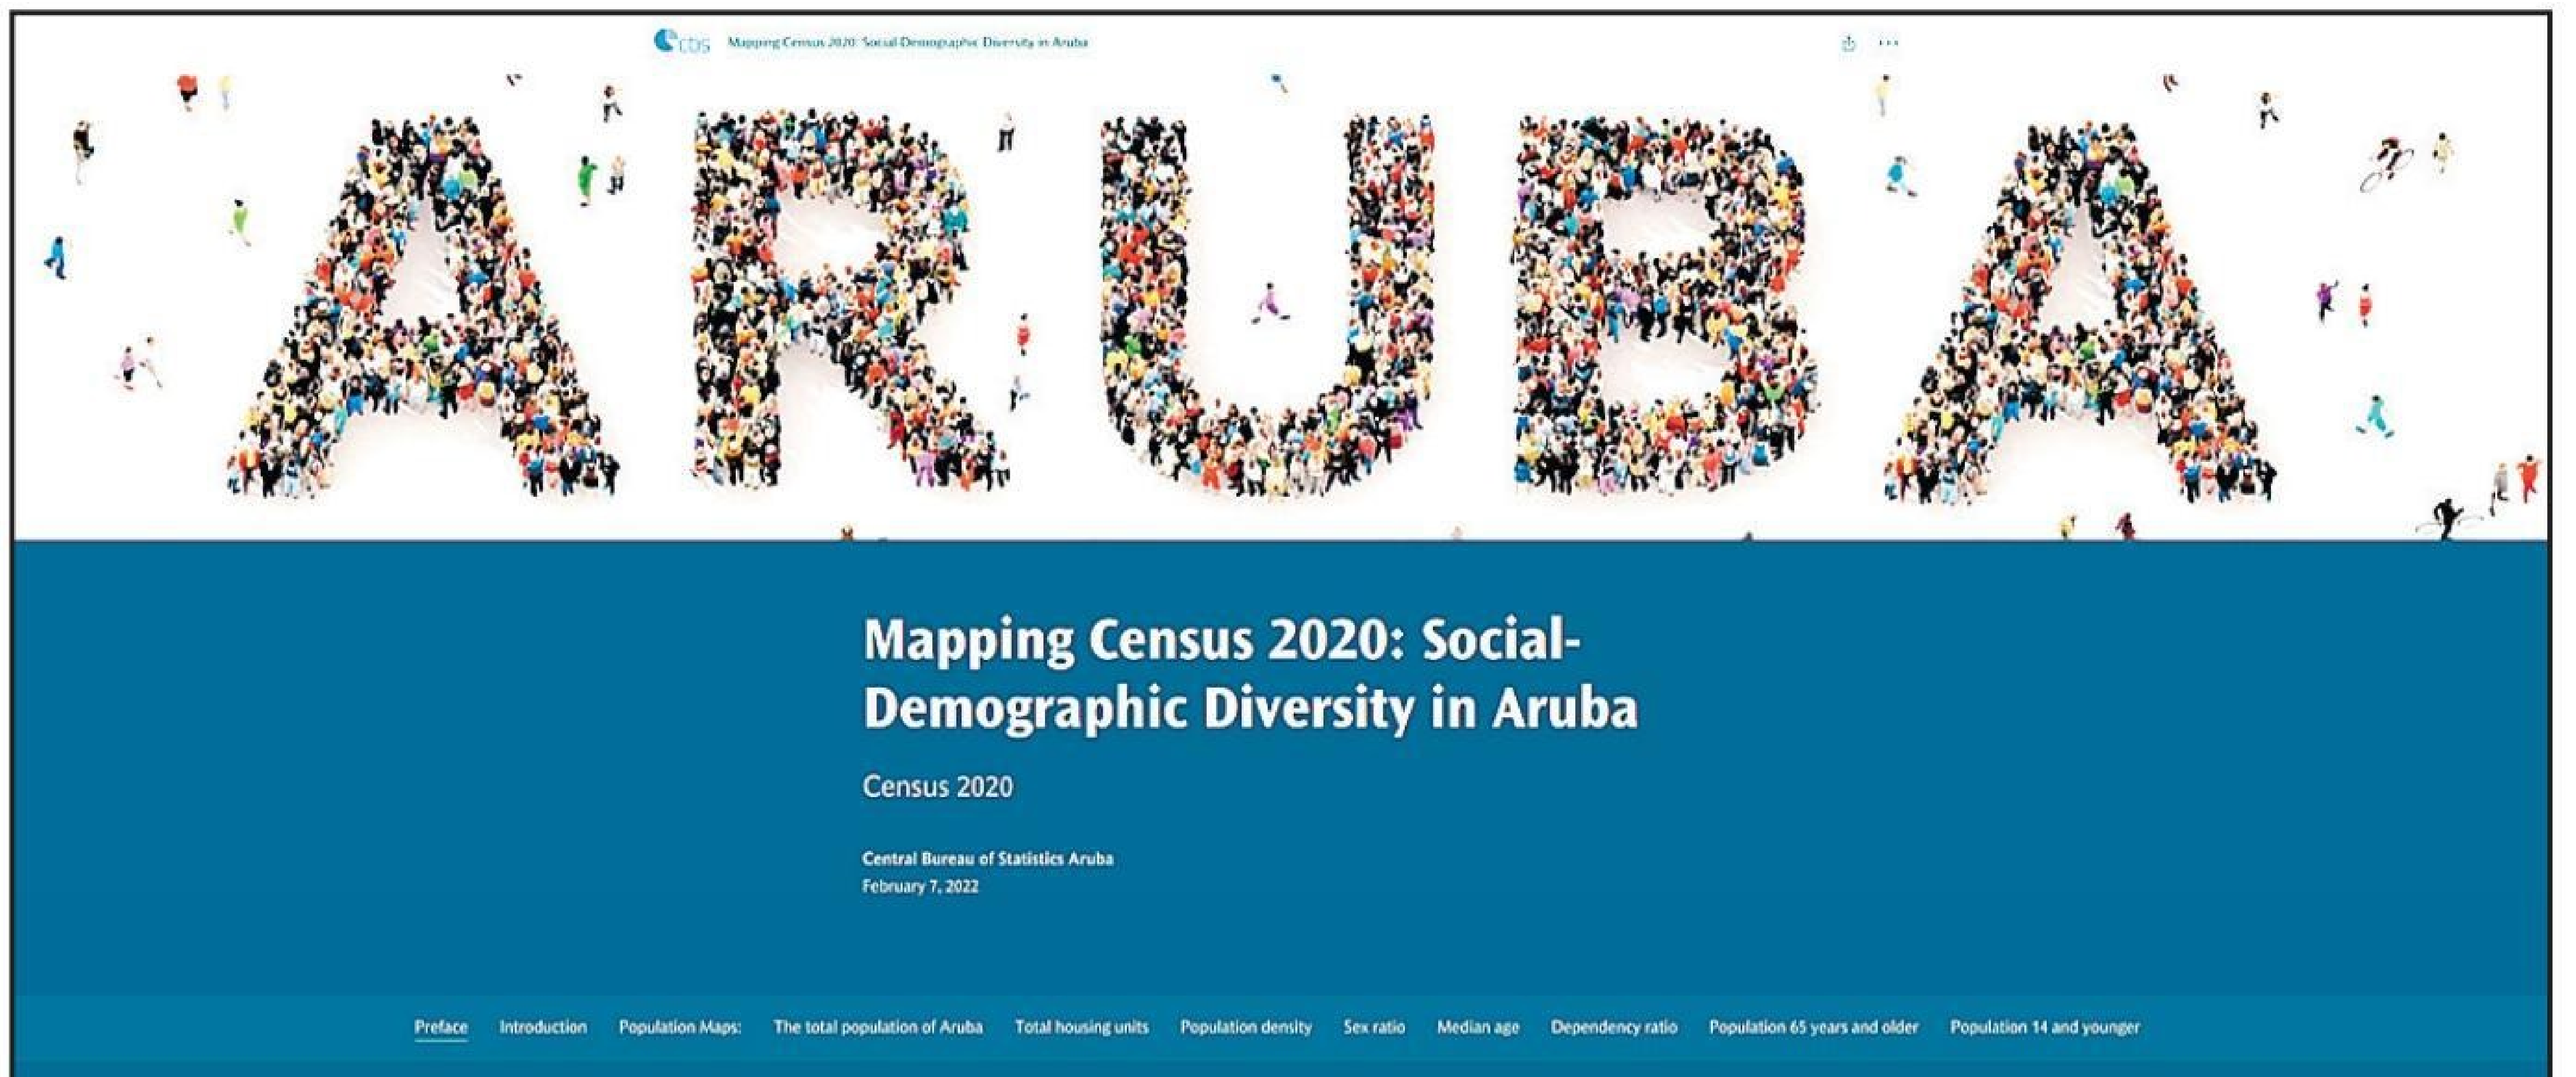 cbs Mapping Census 2020: Social-Demographic Diversity in Aruba
ARUBA
Mapping Census 2020: Social-
Demographic Diversity in Aruba
Census 2020
Central Bureau of Statistics Aruba
February 7, 2022
Preface Introduction Population Maps: The total population of Aruba Total housing units Population density Sex ratio Median age Dependency ratio Population 65 years and older Population 14 and younger